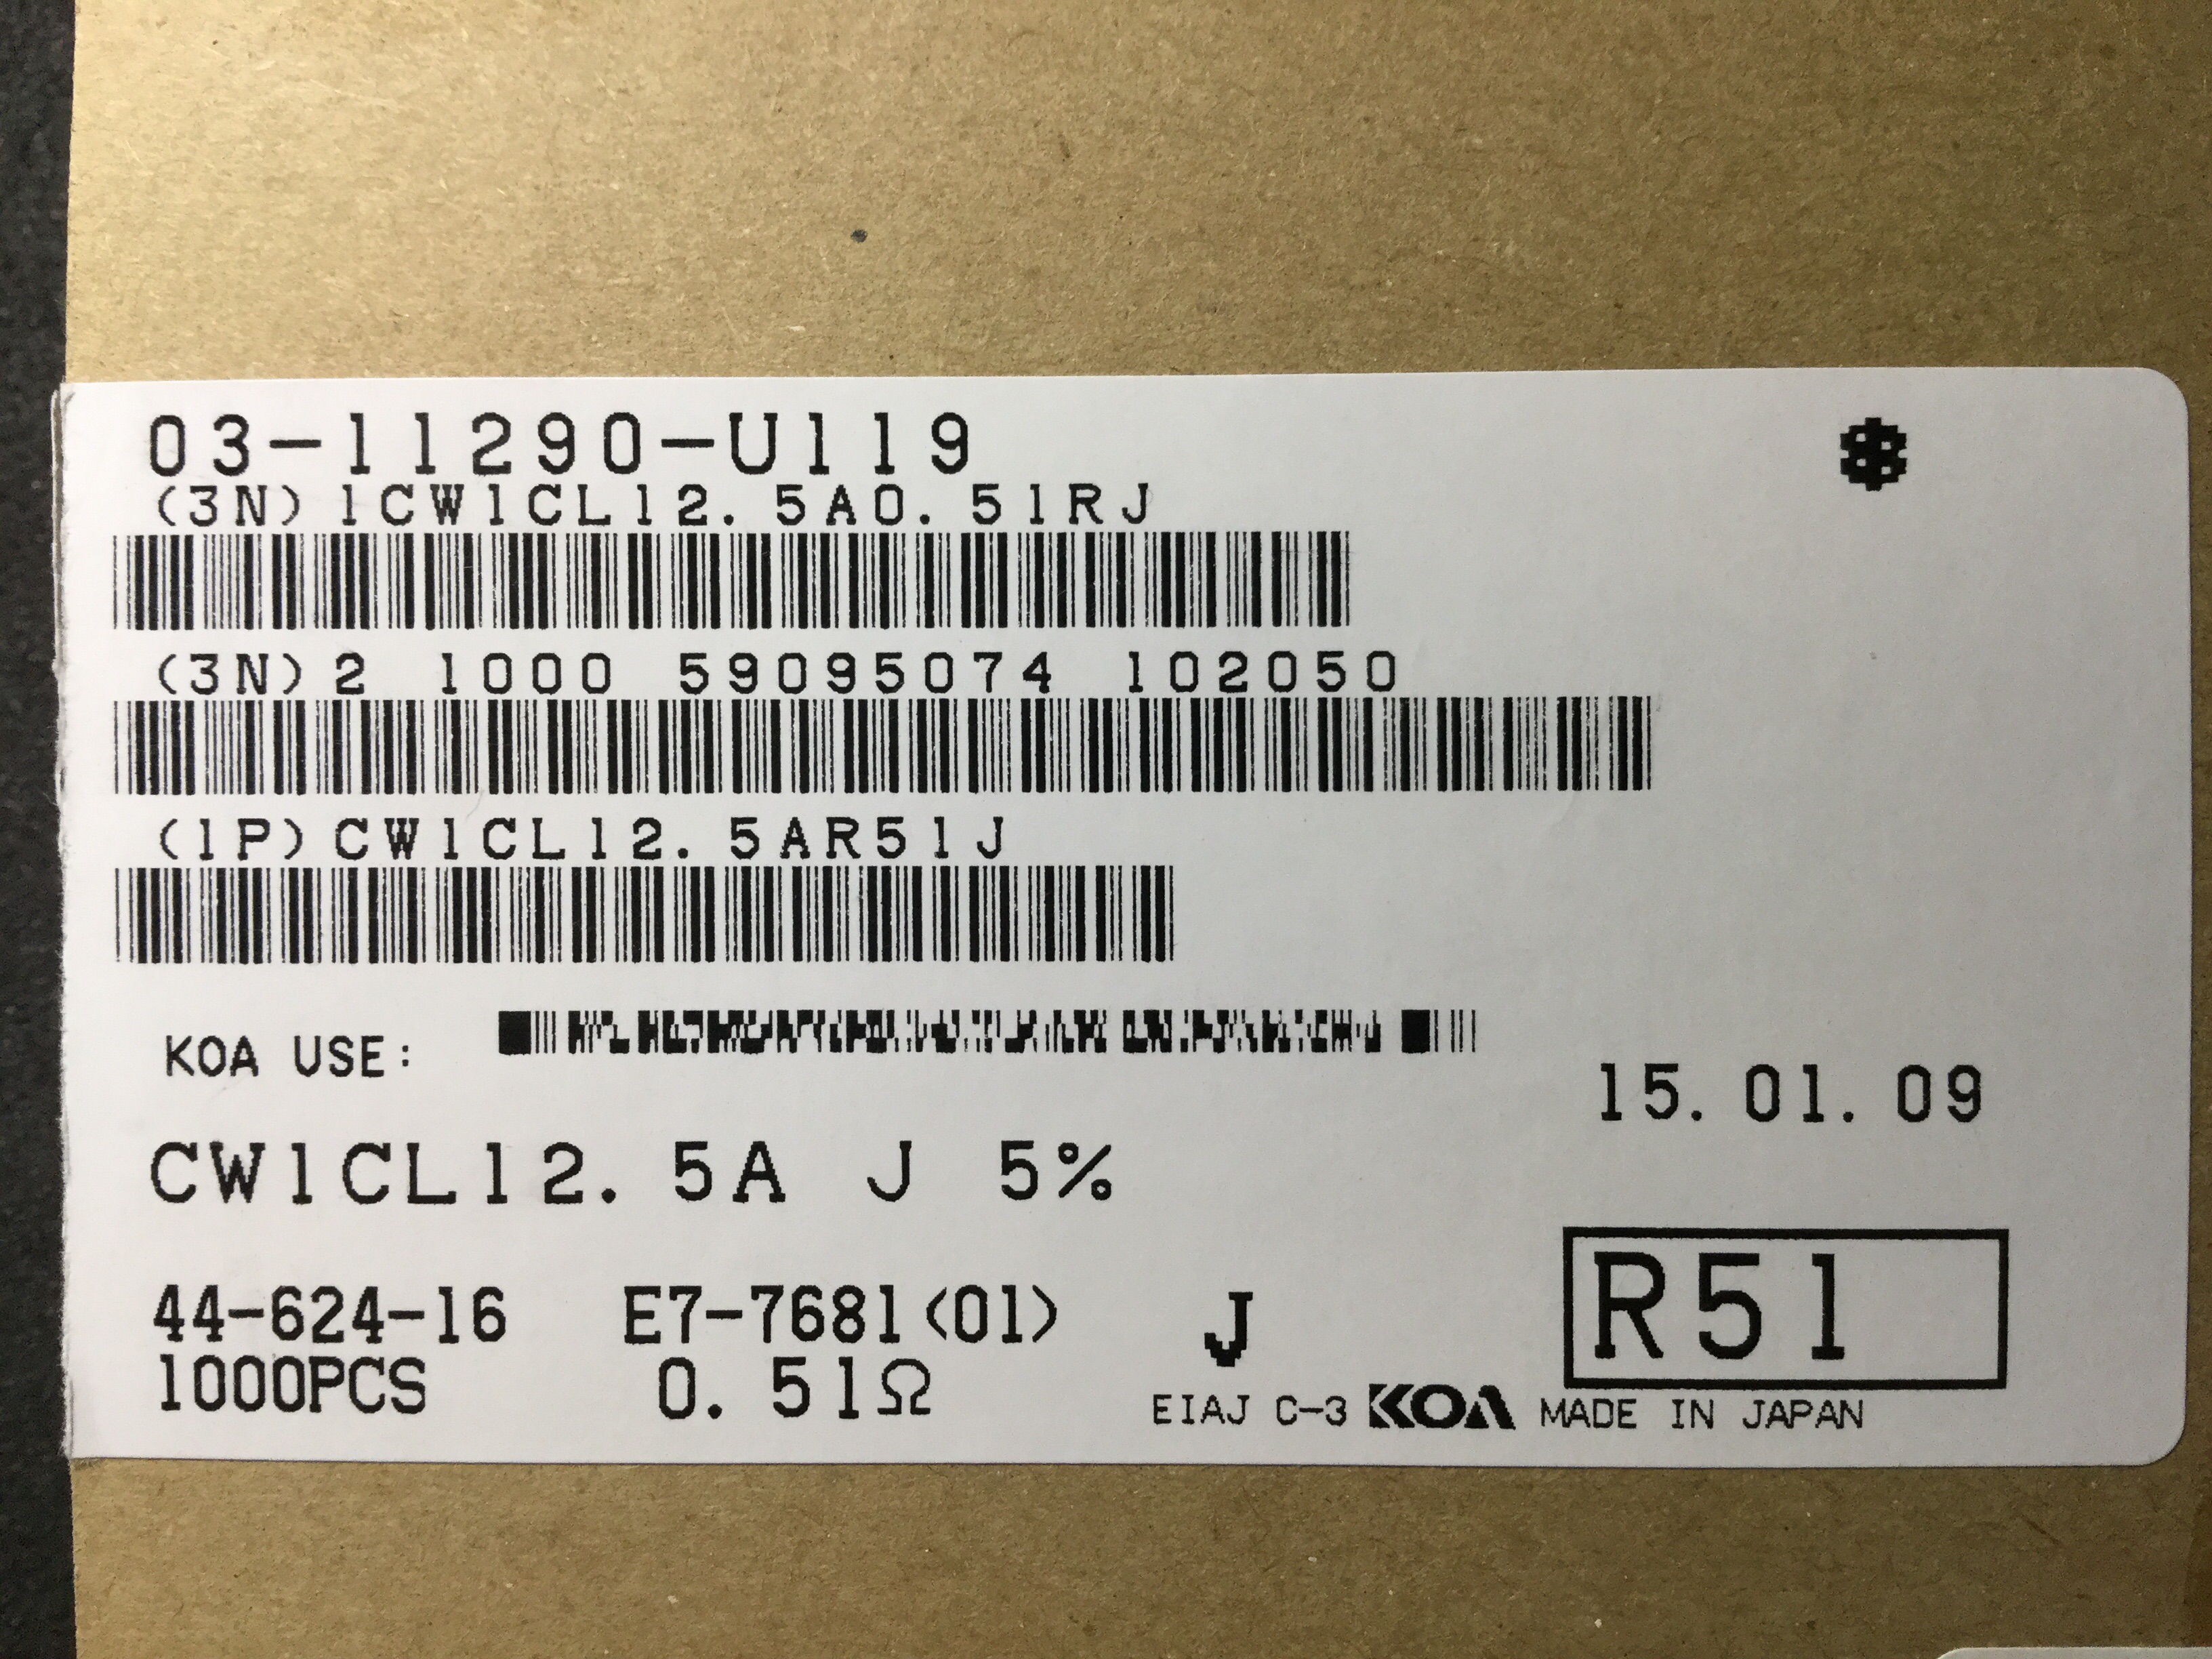 03-11290-U119
(3N)1CW1CL12.5A0.51RJ
(3N)2 1000 59095074 102050
(1P)CW1CL12.5AR51J
KOA USE:
15.01.09
CW1CL12.5A J 5%
44-624-16 E7-7681(01) J R51
1000PCS 0.51Ω
EIAJ C-3 KOA MADE IN JAPAN